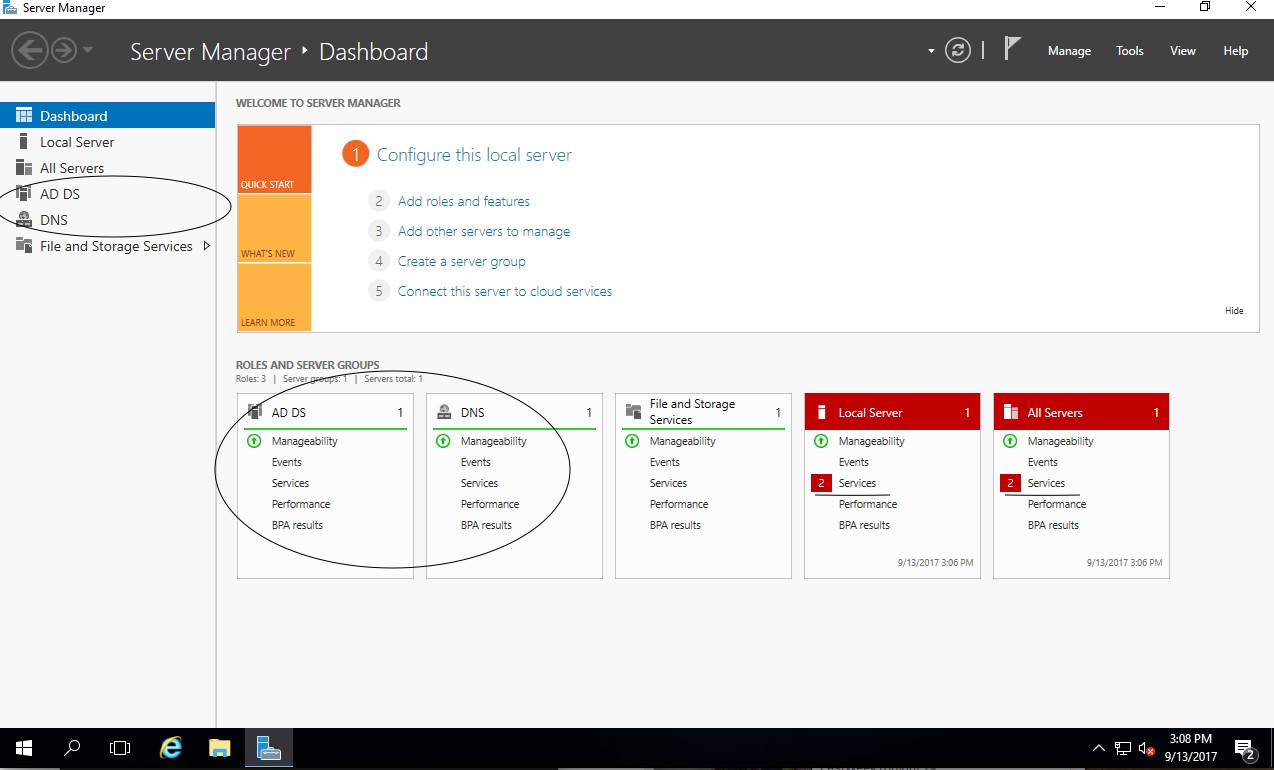 Server Manager
Server Manager ‣ Dashboard
Manage Tools View Help
Dashboard
Local Server
All Servers
AD DS
DNS
File and Storage Services
WELCOME TO SERVER MANAGER
QUICK START
WHAT'S NEW
LEARN MORE
1 Configure this local server
2 Add roles and features
3 Add other servers to manage
4 Create a server group
5 Connect this server to cloud services
Hide
ROLES AND SERVER GROUPS
Roles: 3 | Server groups: 1 | Servers total: 1
AD DS 1
Manageability
Events
Services
Performance
BPA results
DNS 1
Manageability
Events
Services
Performance
BPA results
File and Storage
Services 1
Manageability
Events
Services
Performance
BPA results
Local Server 1
Manageability
Events
2 Services
Performance
BPA results
9/13/2017 3:06 PM
All Servers 1
Manageability
Events
2 Services
Performance
BPA results
9/13/2017 3:06 PM
3:08 PM
9/13/2017
2